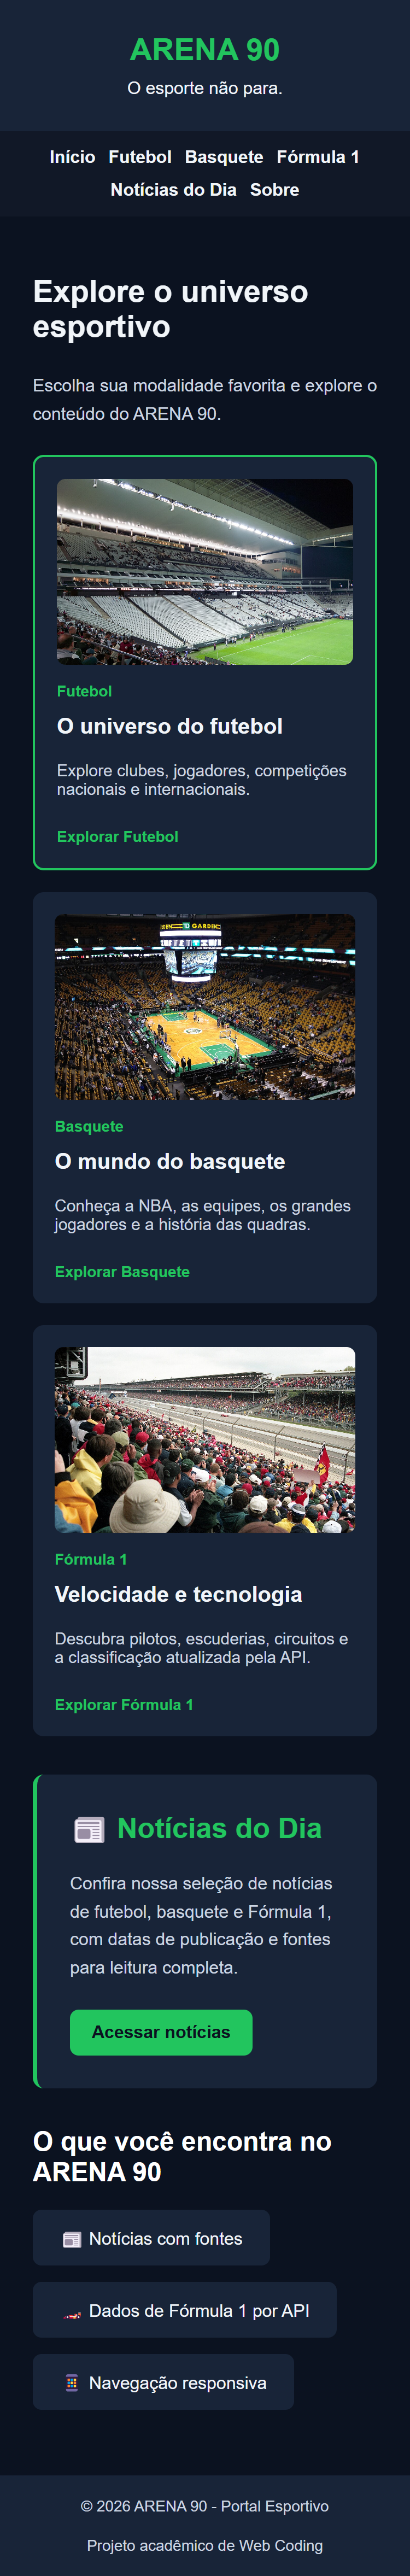 ARENA 90
O esporte não para.
Início Futebol Basquete Fórmula 1
Notícias do Dia Sobre
Explore o universo
esportivo
Escolha sua modalidade favorita e explore o
conteúdo do ARENA 90.
Futebol
O universo do futebol
Explore clubes, jogadores, competições
nacionais e internacionais.
Explorar Futebol
GARDEN
Basquete
O mundo do basquete
Conheça a NBA, as equipes, os grandes
jogadores e a história das quadras.
Explorar Basquete
Fórmula 1
Velocidade e tecnologia
Descubra pilotos, escuderias, circuitos e
a classificação atualizada pela API.
Explorar Fórmula 1
Notícias do Dia
Confira nossa seleção de notícias
de futebol, basquete e Fórmula 1,
com datas de publicação e fontes
para leitura completa.
Acessar notícias
O que você encontra no
ARENA 90
Notícias com fontes
Dados de Fórmula 1 por API
Navegação responsiva
© 2026 ARENA 90 - Portal Esportivo
Projeto acadêmico de Web Coding